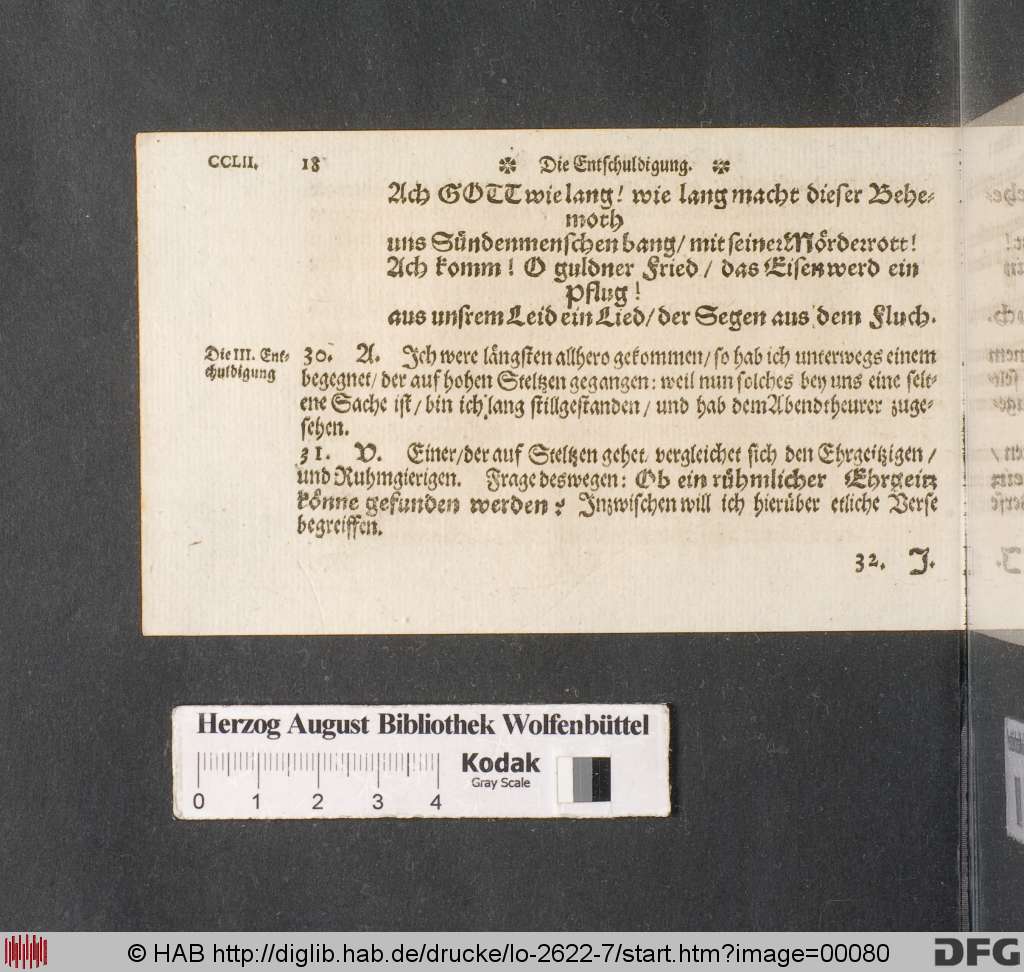 CCLII. 18 ✲ Die Entschuldigung. ✲
Ach GOTT wie lang! wie lang macht dieser Behe-
moth
uns Sündenmenschen bang/ mit seiner Mörderrott!
Ach komm! O guldner Fried/ das Eisen werd ein
Pflug!
aus unsrem Leid ein Lied/ der Segen aus dem Fluch.
Die III. Ent-
schuldigung
30. A. Ich were längsten allhero gekommen/ so hab ich unterwegs einem
begegnet/ der auf hohen Steltzen gegangen: weil nun solches bey uns eine selt-
ene Sache ist/ bin ich lang stillgestanden/ und hab dem Abendtheurer zuge-
sehen.
31. V. Einer/ der auf Steltzen gehet/ vergleichet sich den Ehrgeitzigen/
und Ruhmgierigen. Frage deswegen: Ob ein rühmlicher Ehrgeitz
könne gefunden werden? Inzwischen will ich hierüber etliche Verse
begreiffen.
32. J.
Herzog August Bibliothek Wolfenbüttel
0 1 2 3 4
Kodak
Gray Scale
© HAB http://diglib.hab.de/drucke/lo-2622-7/start.htm?image=00080
DFG